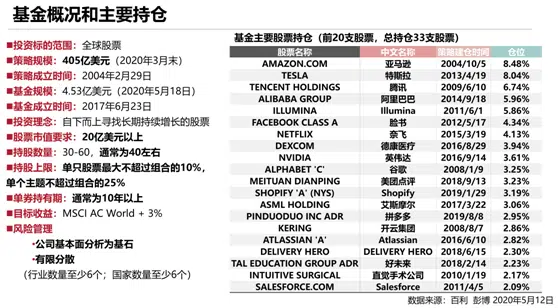 基金概况和主要持仓
投资标的范围：全球股票
策略规模：405亿美元（2020年3月末）
策略成立时间：2004年2月29日
基金规模：4.53亿美元（2020年5月18日）
基金成立时间：2017年6月23日
投资理念：自下而上寻找长期持续增长的股票
股票市值要求：20亿美元以上
持股数量：30-60，通常为40左右
持股上限：单只股票最大不超过组合的10%，
单个主题不超过组合的25%
单券持有期：通常为10年以上
目标收益：MSCI AC World + 3%
风险管理
公司基本面分析为基石
有限分散
（行业数量至少6个；国家数量至少6个）
基金主要股票持仓（前20支股票，总持仓33支股票）
股票名称 中文名称 策略建仓时间 仓位
AMAZON.COM 亚马逊 2004/10/5 8.48%
TESLA 特斯拉 2013/4/19 8.04%
TENCENT HOLDINGS 腾讯 2009/6/10 6.74%
ALIBABA GROUP 阿里巴巴 2014/9/18 5.96%
ILLUMINA Illumina 2011/6/1 5.86%
FACEBOOK CLASS A 脸书 2012/5/17 4.34%
NETFLIX 奈飞 2015/3/19 4.13%
DEXCOM 德康医疗 2016/8/29 3.94%
NVIDIA 英伟达 2016/9/14 3.61%
ALPHABET 'C' 谷歌 2008/1/9 3.25%
MEITUAN DIANPING 美团点评 2018/9/13 3.23%
SHOPIFY 'A' (NYS) Shopify 2019/1/29 3.19%
ASML HOLDING 艾斯摩尔 2017/3/22 3.06%
PINDUODUO INC ADR 拼多多 2019/8/8 2.95%
KERING 开云集团 2008/8/7 2.86%
ATLASSIAN 'A' Atlassian 2016/6/10 2.82%
DELIVERY HERO DELIVERY HERO 2018/6/15 2.30%
TAL EDUCATION GROUP ADR 好未来 2018/2/14 2.23%
INTUITIVE SURGICAL 直觉手术公司 2010/1/19 2.17%
SALESFORCE.COM Salesforce 2011/4/5 2.09%
数据来源：百利 彭博 2020年5月12日